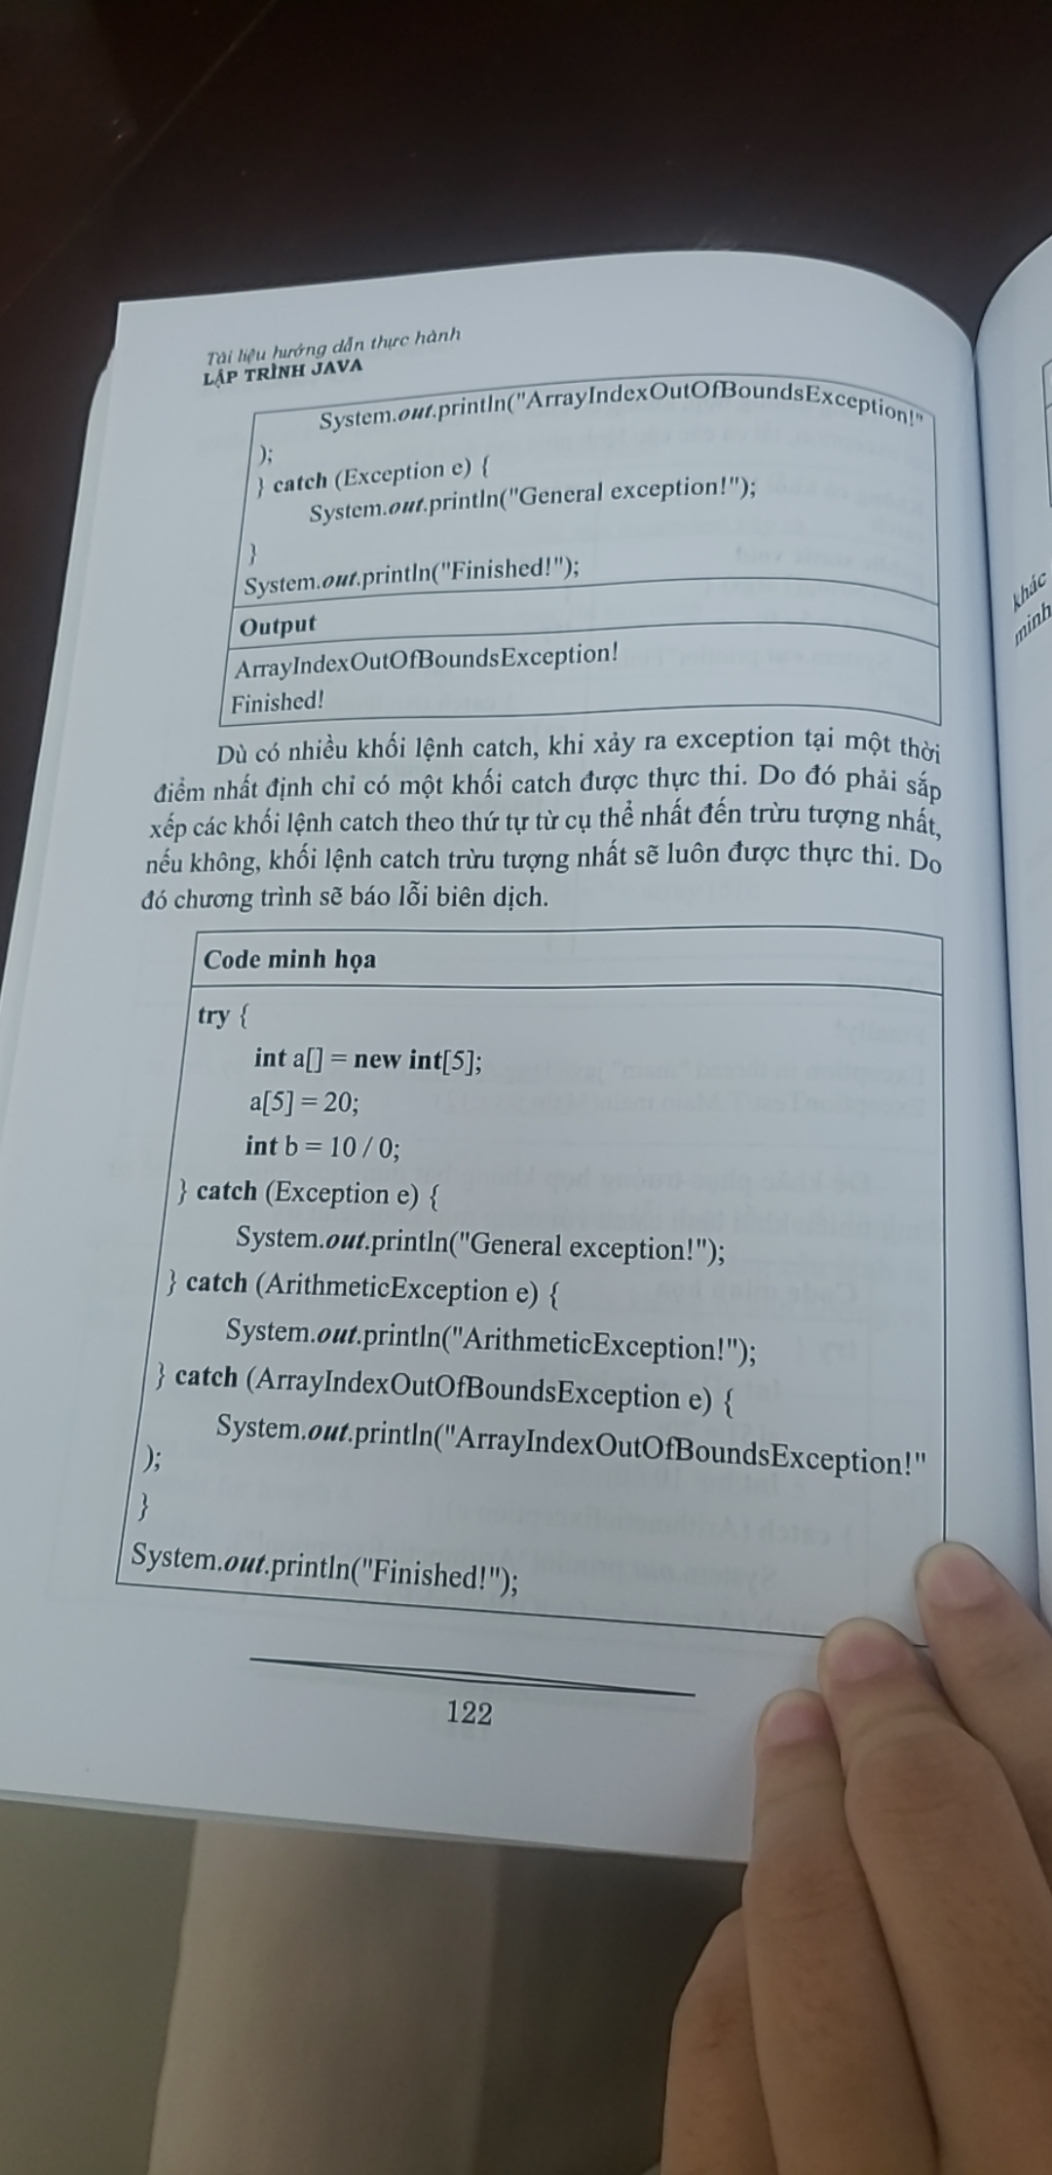 Tài liệu hướng dẫn thực hành
LẬP TRÌNH JAVA
System.out.println("ArrayIndexOutOfBoundsException!"
);
} catch (Exception e) {
System.out.println("General exception!");
}
System.out.println("Finished!");
Output
ArrayIndexOutOfBoundsException!
Finished!
Dù có nhiều khối lệnh catch, khi xảy ra exception tại một thời
điểm nhất định chỉ có một khối catch được thực thi. Do đó phải sắp
xếp các khối lệnh catch theo thứ tự từ cụ thể nhất đến trừu tượng nhất,
nếu không, khối lệnh catch trừu tượng nhất sẽ luôn được thực thi. Do
đó chương trình sẽ báo lỗi biên dịch.
Code minh họa
try {
int a[] = new int[5];
a[5] = 20;
int b = 10 / 0;
} catch (Exception e) {
System.out.println("General exception!");
} catch (ArithmeticException e) {
System.out.println("ArithmeticException!");
} catch (ArrayIndexOutOfBoundsException e) {
System.out.println("ArrayIndexOutOfBoundsException!"
);
}
System.out.println("Finished!");
122
khác
minh